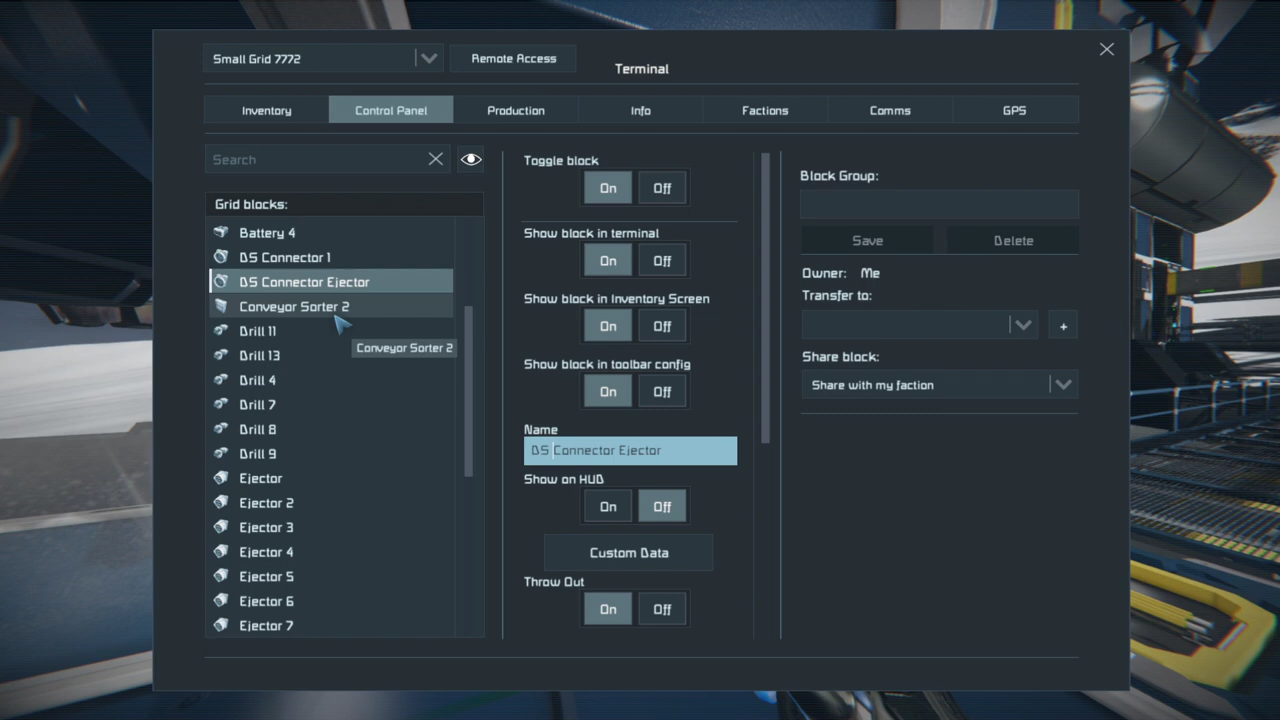 Small Grid 7772
Remote Access
Terminal
Inventory
Control Panel
Production
Info
Factions
Comms
GPS
Search
Grid blocks:
Battery 4
DS Connector 1
DS Connector Ejector
Conveyor Sorter 2
Drill 11
Drill 13
Drill 4
Drill 7
Drill 8
Drill 9
Ejector
Ejector 2
Ejector 3
Ejector 4
Ejector 5
Ejector 6
Ejector 7
Conveyor Sorter 2
Toggle block
On Off
Show block in terminal
On Off
Show block in Inventory Screen
On Off
Show block in toolbar config
On Off
Name
DS Connector Ejector
Show on HUD
On Off
Custom Data
Throw Out
On Off
Block Group:
Save Delete
Owner: Me
Transfer to:
+
Share block:
Share with my faction